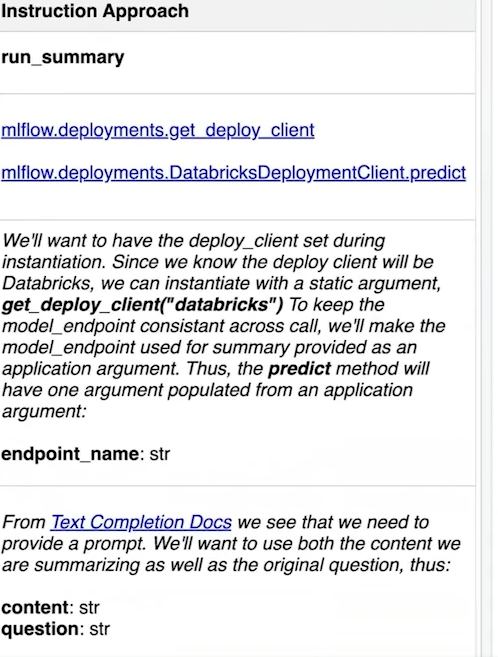 Instruction Approach
run_summary
mlflow.deployments.get_deploy_client
mlflow.deployments.DatabricksDeploymentClient.predict
We'll want to have the deploy_client set during
instantiation. Since we know the deploy client will be
Databricks, we can instantiate with a static argument,
get_deploy_client("databricks") To keep the
model_endpoint consistant across call, we'll make the
model_endpoint used for summary provided as an
application argument. Thus, the predict method will
have one argument populated from an application
argument:
endpoint_name: str
From Text Completion Docs we see that we need to
provide a prompt. We'll want to use both the content we
are summarizing as well as the original question, thus:
content: str
question: str